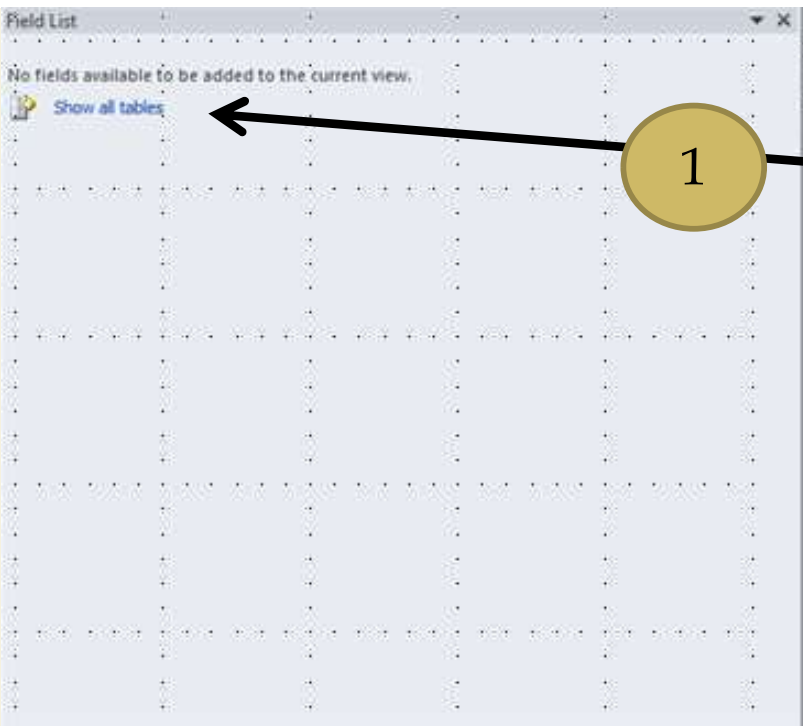 Field List
No fields available to be added to the current view.
Show all tables
1